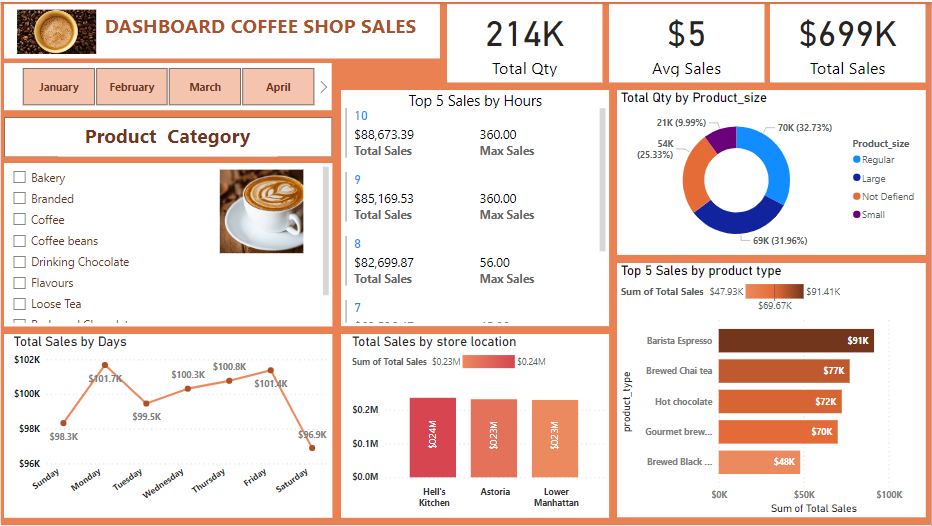 DASHBOARD COFFEE SHOP SALES
214K
Total Qty
$5
Avg Sales
$699K
Total Sales
January
February
March
April
Product Category
Bakery
Branded
Coffee
Coffee beans
Drinking Chocolate
Flavours
Loose Tea
Top 5 Sales by Hours
10
$88,673.39 360.00
Total Sales Max Sales
9
$85,169.53 360.00
Total Sales Max Sales
8
$82,699.87 56.00
Total Sales Max Sales
7
Total Qty by Product_size
21K (9.99%)
70K (32.73%)
54K
(25.33%)
69K (31.96%)
Product_size
Regular
Large
Not Defiend
Small
Top 5 Sales by product type
Sum of Total Sales $47.93K $91.41K
$69.67K
product_type
Barista Espresso $91K
Brewed Chai tea $77K
Hot chocolate $72K
Gourmet brew... $70K
Brewed Black ... $48K
$0K $50K $100K
Sum of Total Sales
Total Sales by Days
$102K
$100K
$98K
$96K
$98.3K
$101.7K
$99.5K
$100.3K
$100.8K
$101.4K
$96.9K
Sunday
Monday
Tuesday
Wednesday
Thursday
Friday
Saturday
Total Sales by store location
Sum of Total Sales $0.23M $0.24M
$0.2M
$0.1M
$0.0M
$0.24M
$0.23M
$0.23M
Hell's
Kitchen
Astoria
Lower
Manhattan